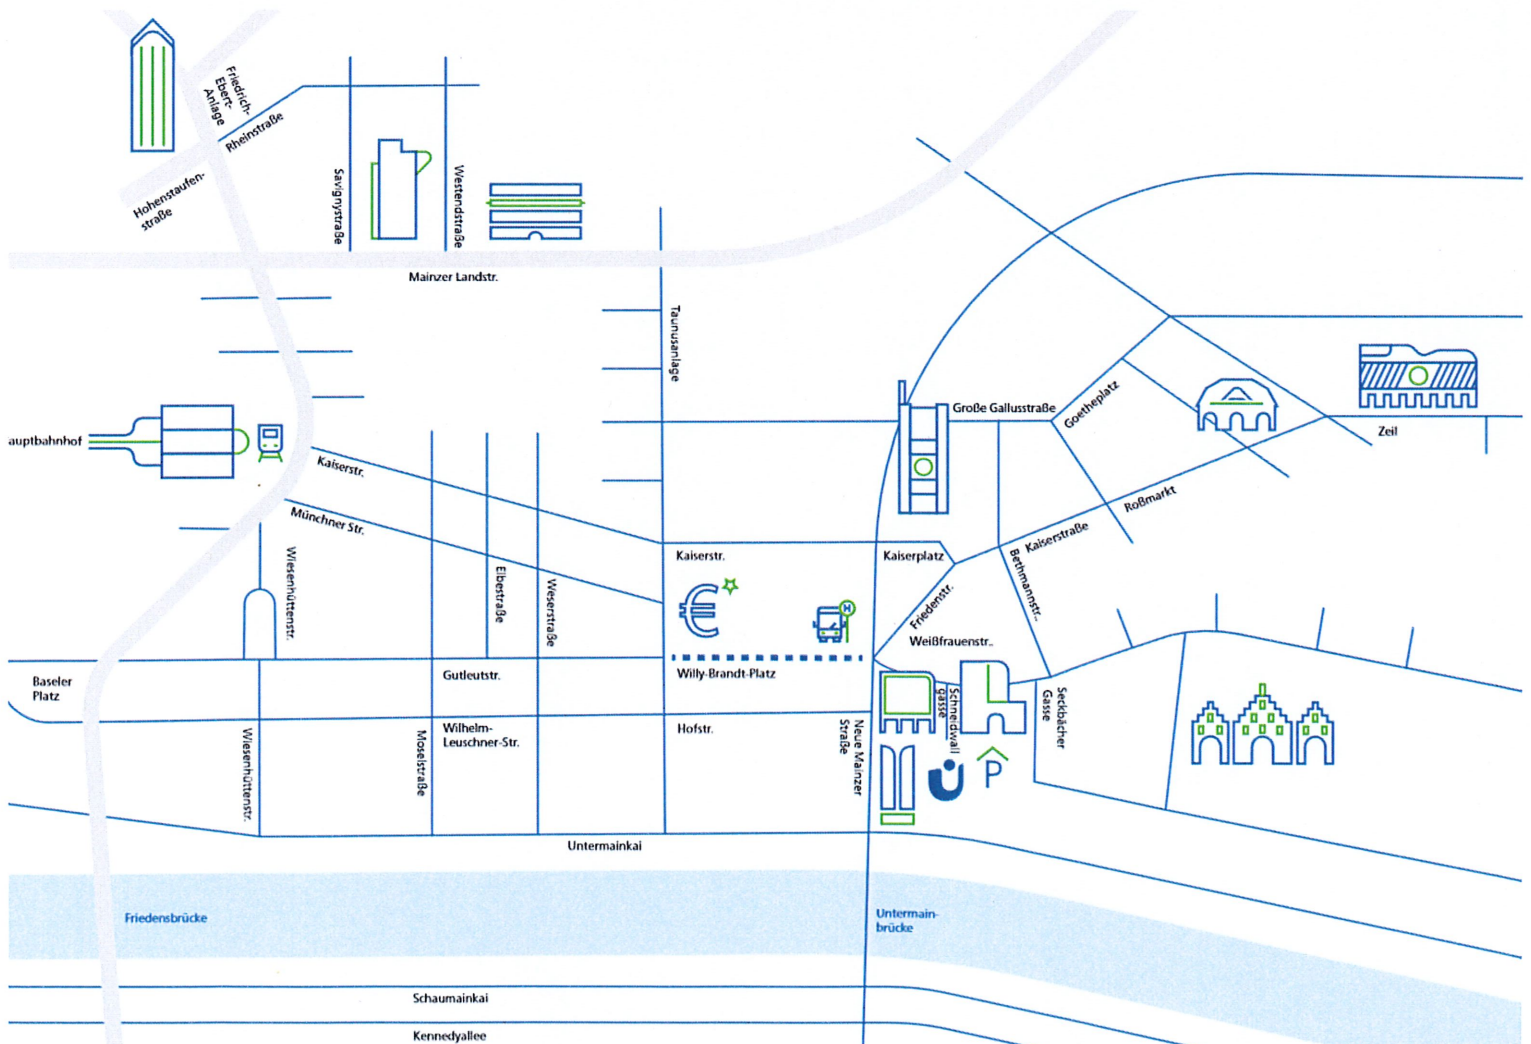 Friedrich-
Ebert-
Anlage
Rheinstraße
Hohenstaufen-
straße
Savignystraße
Westendstraße
Mainzer Landstr.
Taunusanlage
Große Gallusstraße
Goetheplatz
Zeil
auptbahnhof
Kaiserstr.
Münchner Str.
Roßmarkt
Kaiserstraße
Wiesenhüttenstr.
Elbestraße
Weserstraße
Kaiserstr.
Kaiserplatz
Bethmannstr..
Friedenstr.
H
Weißfrauenstr..
Baseler
Platz
Gutleutstr.
Willy-Brandt-Platz
Schneidwall
gasse
Seckbächer
Gasse
Wiesenhüttenstr.
Moselstraße
Wilhelm-
Leuschner-Str.
Hofstr.
Neue Mainzer
Straße
P
Untermainkai
Friedensbrücke
Untermain-
brücke
Schaumainkai
Kennedyallee